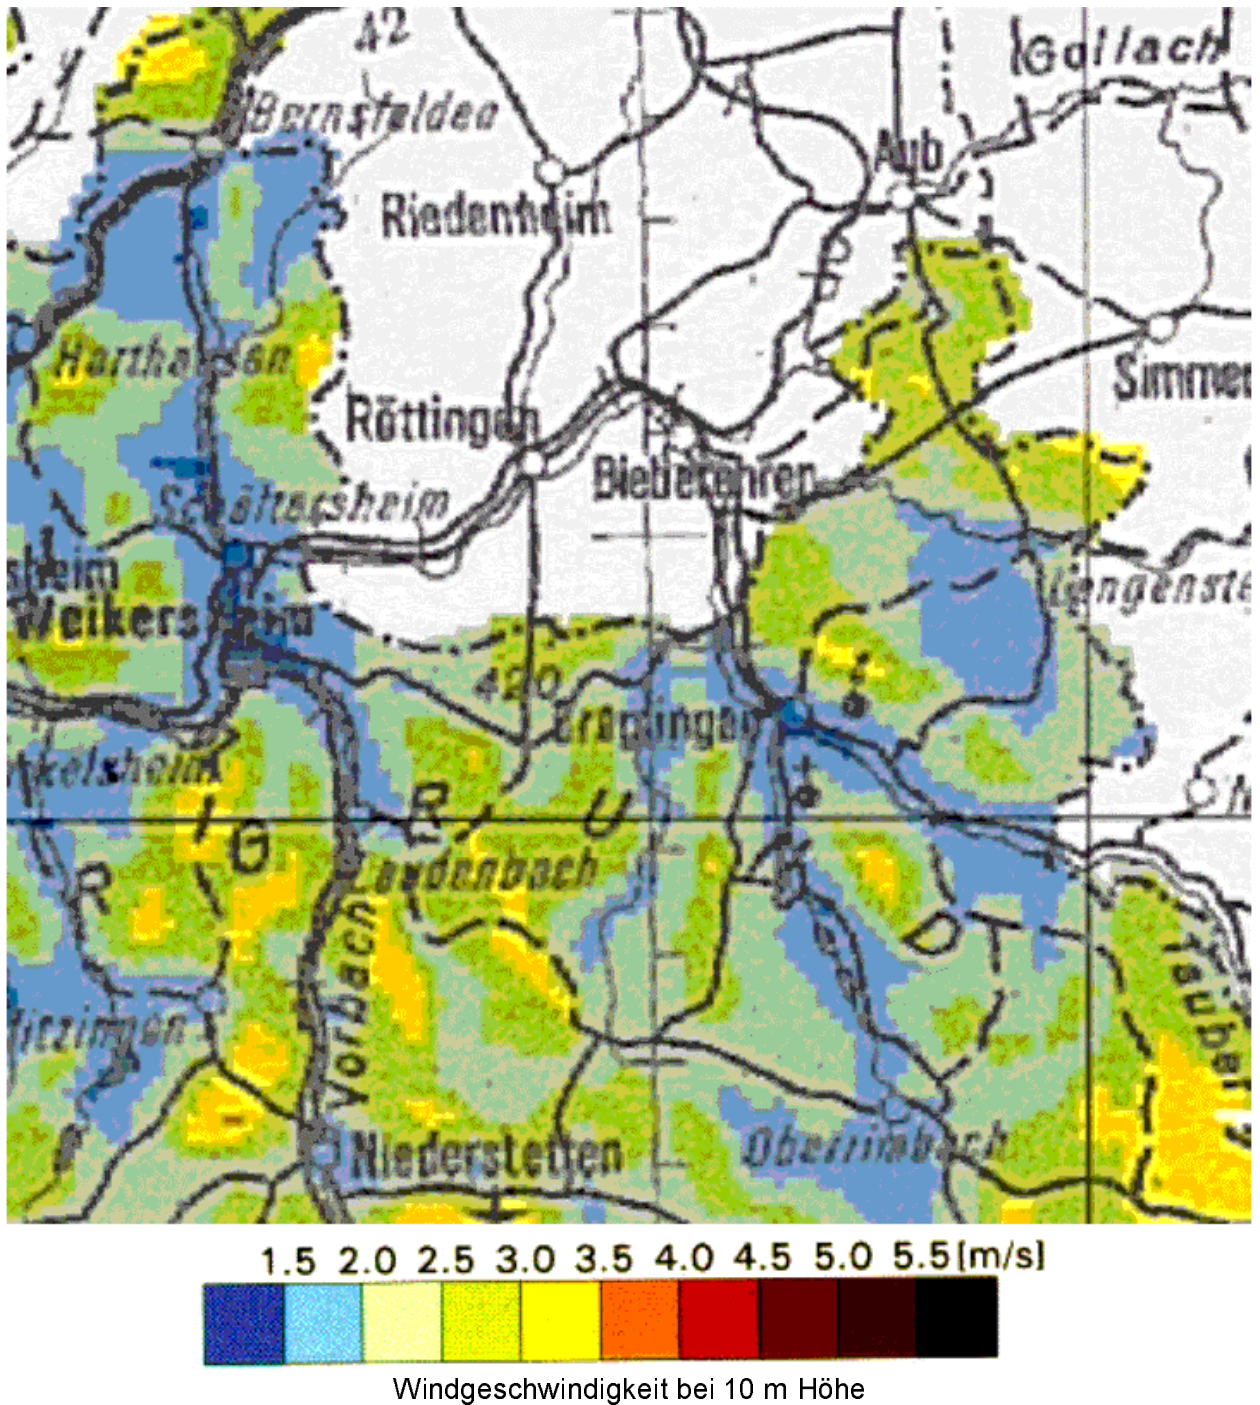 42
Gollach
Bernsfelden
Aub
Riedenheim
Harthausen
Simmer
Röttingen
Bieberehren
Schäftersheim
sheim
Weikersheim
420
R U
G
Laudenbach
R
D
Vorbach
Tauber
Niederstetten
Oberrimbach
1.5 2.0 2.5 3.0 3.5 4.0 4.5 5.0 5.5 [m/s]
Windgeschwindigkeit bei 10 m Höhe